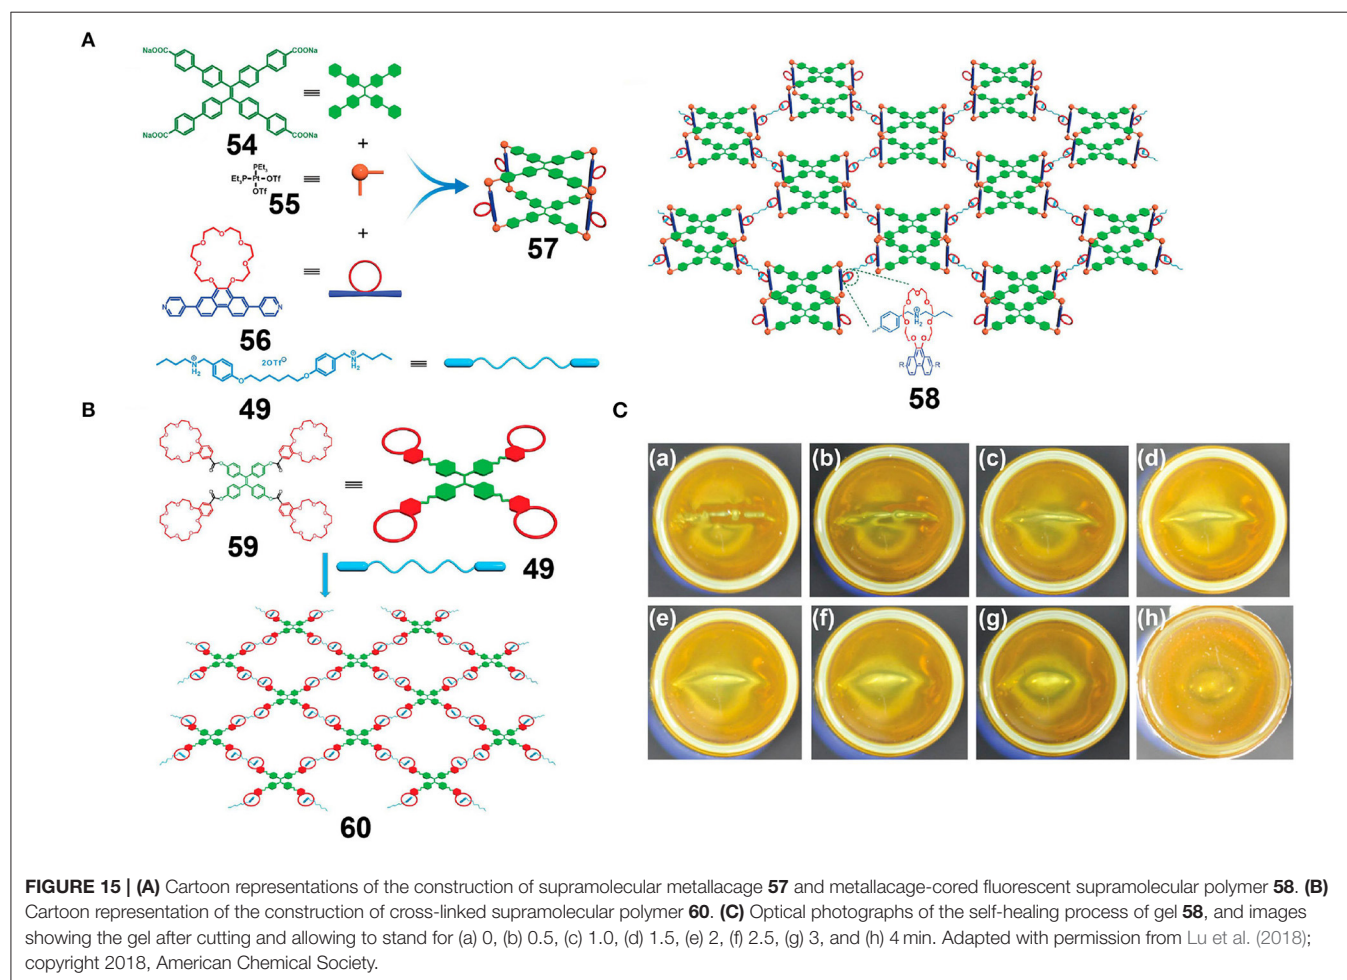 A
NaOOC
COONa
NaOOC
COONa
54
+
PEt3
Et3P-Pt-OTf
OTf
55
+
57
56
N
N
O
O
O
O
O
O
O
2OTf⊖
N
H2
⊕
O
O
N
H2
⊕
49
NH2
⊕
R
R
58
B
59
49
60
C
(a)
(b)
(c)
(d)
(e)
(f)
(g)
(h)
FIGURE 15 | (A) Cartoon representations of the construction of supramolecular metallacage 57 and metallacage-cored fluorescent supramolecular polymer 58. (B)
Cartoon representation of the construction of cross-linked supramolecular polymer 60. (C) Optical photographs of the self-healing process of gel 58, and images
showing the gel after cutting and allowing to stand for (a) 0, (b) 0.5, (c) 1.0, (d) 1.5, (e) 2, (f) 2.5, (g) 3, and (h) 4 min. Adapted with permission from Lu et al. (2018);
copyright 2018, American Chemical Society.